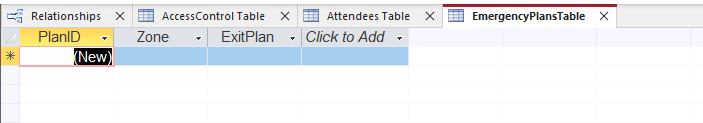 Relationships AccessControl Table Attendees Table EmergencyPlansTable
PlanID Zone ExitPlan Click to Add
(New)